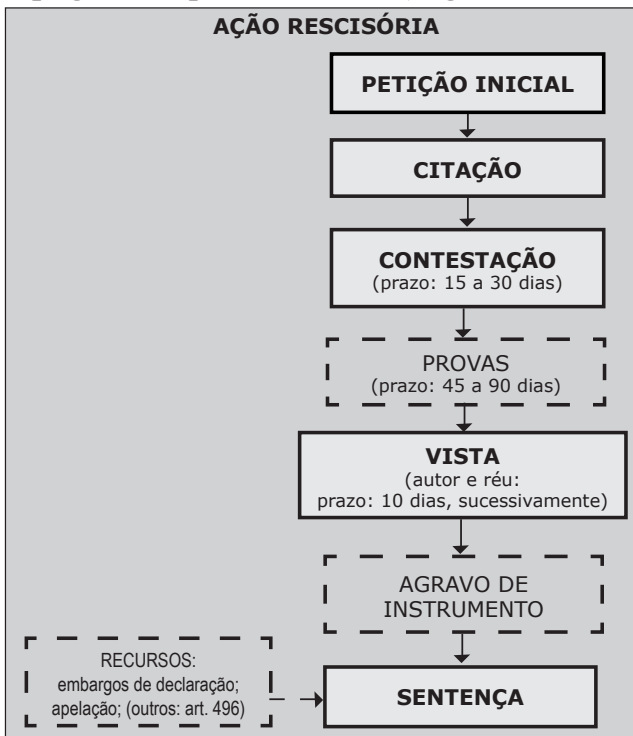 AÇÃO RESCISÓRIA
PETIÇÃO INICIAL
CITAÇÃO
CONTESTAÇÃO
(prazo: 15 a 30 dias)
PROVAS
(prazo: 45 a 90 dias)
VISTA
(autor e réu:
prazo: 10 dias, sucessivamente)
AGRAVO DE
INSTRUMENTO
RECURSOS:
embargos de declaração;
apelação; (outros: art. 496)
SENTENÇA